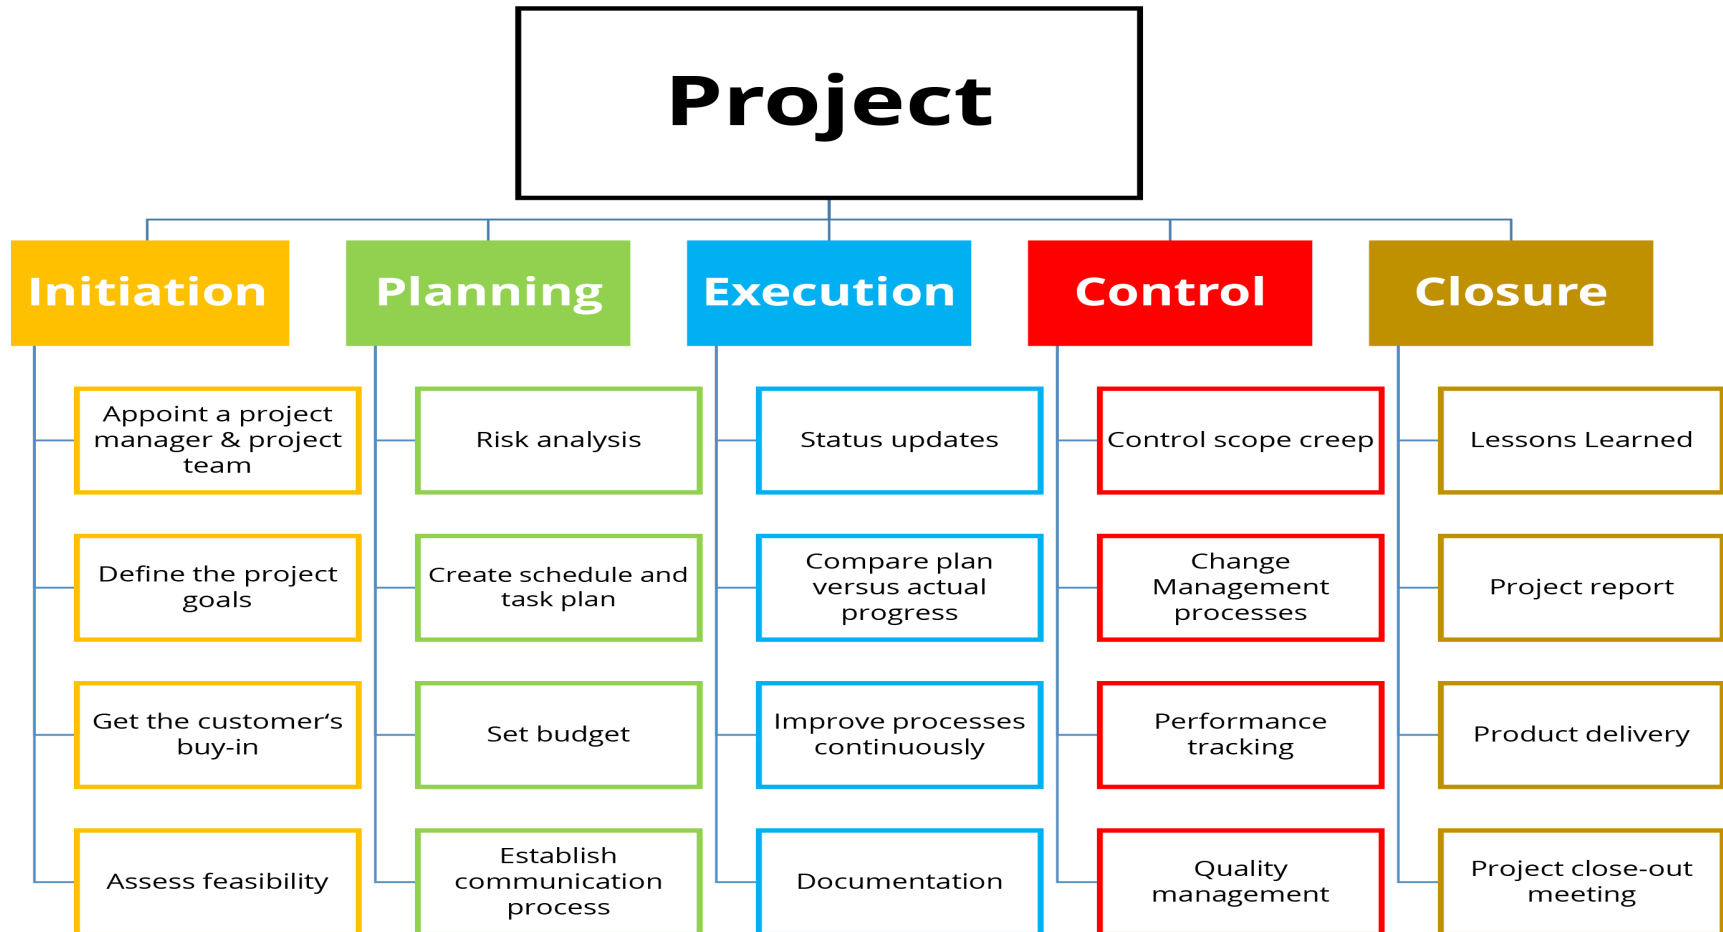 Project
Initiation
Planning
Execution
Control
Closure
Appoint a project
manager & project
team
Define the project
goals
Get the customer‘s
buy-in
Assess feasibility
Risk analysis
Create schedule and
task plan
Set budget
Establish
communication
process
Status updates
Compare plan
versus actual
progress
Improve processes
continuously
Documentation
Control scope creep
Change
Management
processes
Performance
tracking
Quality
management
Lessons Learned
Project report
Product delivery
Project close-out
meeting